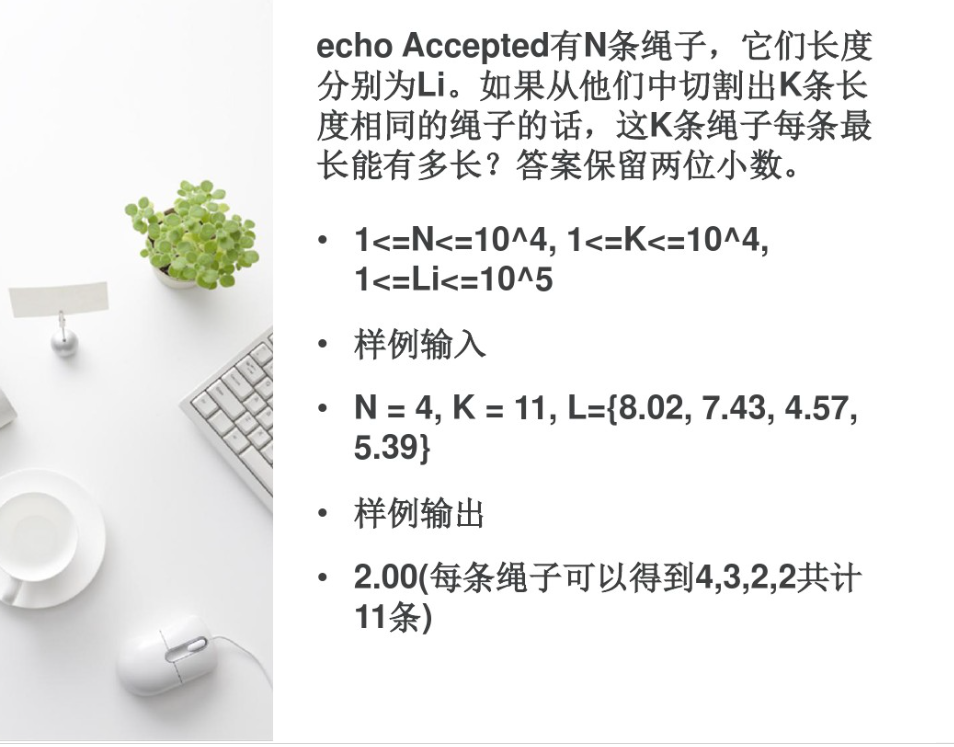 echo Accepted有N条绳子，它们长度
分别为Li。如果从他们中切割出K条长
度相同的绳子的话，这K条绳子每条最
长能有多长？答案保留两位小数。
• 1<=N<=10^4, 1<=K<=10^4,
1<=Li<=10^5
• 样例输入
• N = 4, K = 11, L={8.02, 7.43, 4.57,
5.39}
• 样例输出
• 2.00(每条绳子可以得到4,3,2,2共计
11条)